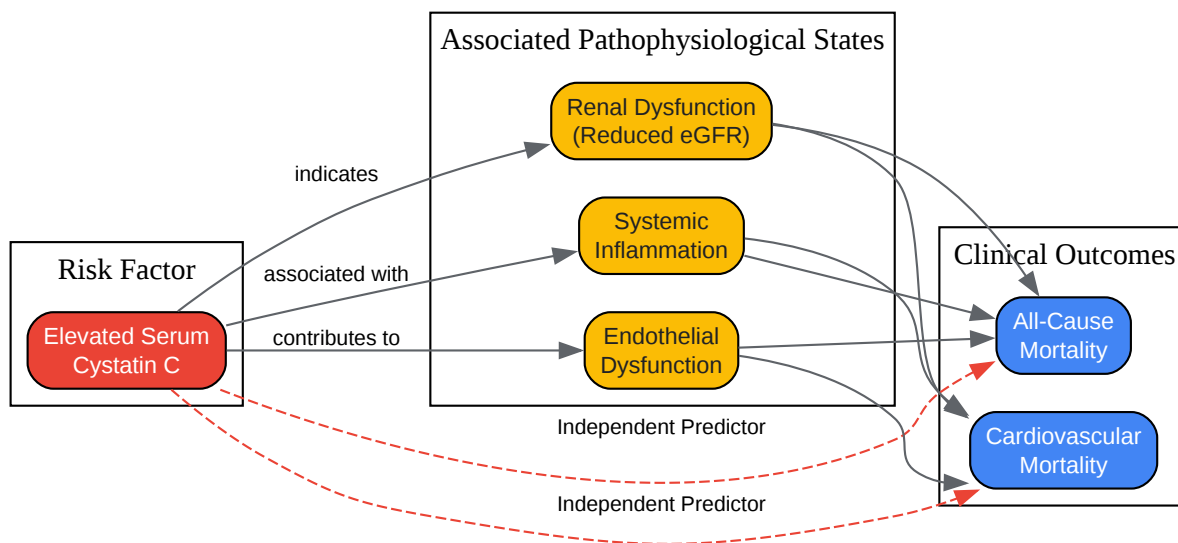 Associated Pathophysiological States
Renal Dysfunction
(Reduced eGFR)
indicates
Systemic
Inflammation
Risk Factor
associated with
Clinical Outcomes
Elevated Serum
Cystatin C
contributes to
Endothelial
Dysfunction
All-Cause
Mortality
Independent Predictor
Cardiovascular
Mortality
Independent Predictor